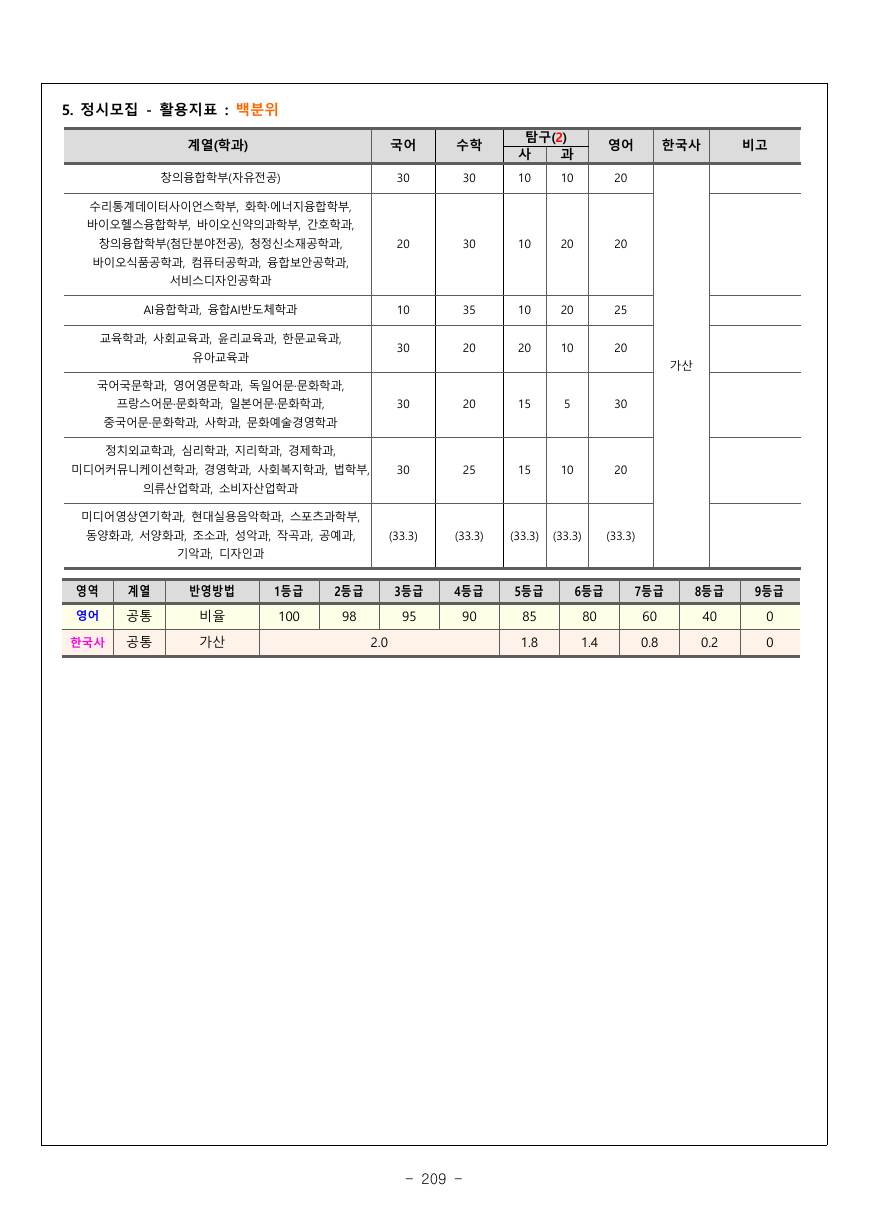 5. 정시모집 - 활용지표 : 백분위
계열(학과) 국어 수학 탐구(2) 영어 한국사 비고
사 과
창의융합학부(자유전공) 30 30 10 10 20
수리통계데이터사이언스학부, 화학·에너지융합학부,
바이오헬스융합학부, 바이오신약의과학부, 간호학과,
창의융합학부(첨단분야전공), 청정신소재공학과, 20 30 10 20 20
바이오식품공학과, 컴퓨터공학과, 융합보안공학과,
서비스디자인공학과
AI융합학과, 융합AI반도체학과 10 35 10 20 25
교육학과, 사회교육과, 윤리교육과, 한문교육과,
유아교육과 30 20 20 10 20
가산
국어국문학과, 영어영문학과, 독일어문·문화학과,
프랑스어문·문화학과, 일본어문·문화학과, 30 20 15 5 30
중국어문·문화학과, 사학과, 문화예술경영학과
정치외교학과, 심리학과, 지리학과, 경제학과,
미디어커뮤니케이션학과, 경영학과, 사회복지학과, 법학부, 30 25 15 10 20
의류산업학과, 소비자산업학과
미디어영상연기학과, 현대실용음악학과, 스포츠과학부,
동양화과, 서양화과, 조소과, 성악과, 작곡과, 공예과, (33.3) (33.3) (33.3) (33.3) (33.3)
기악과, 디자인과
영역 계열 반영방법 1등급 2등급 3등급 4등급 5등급 6등급 7등급 8등급 9등급
영어 공통 비율 100 98 95 90 85 80 60 40 0
한국사 공통 가산 2.0 1.8 1.4 0.8 0.2 0
- 209 -